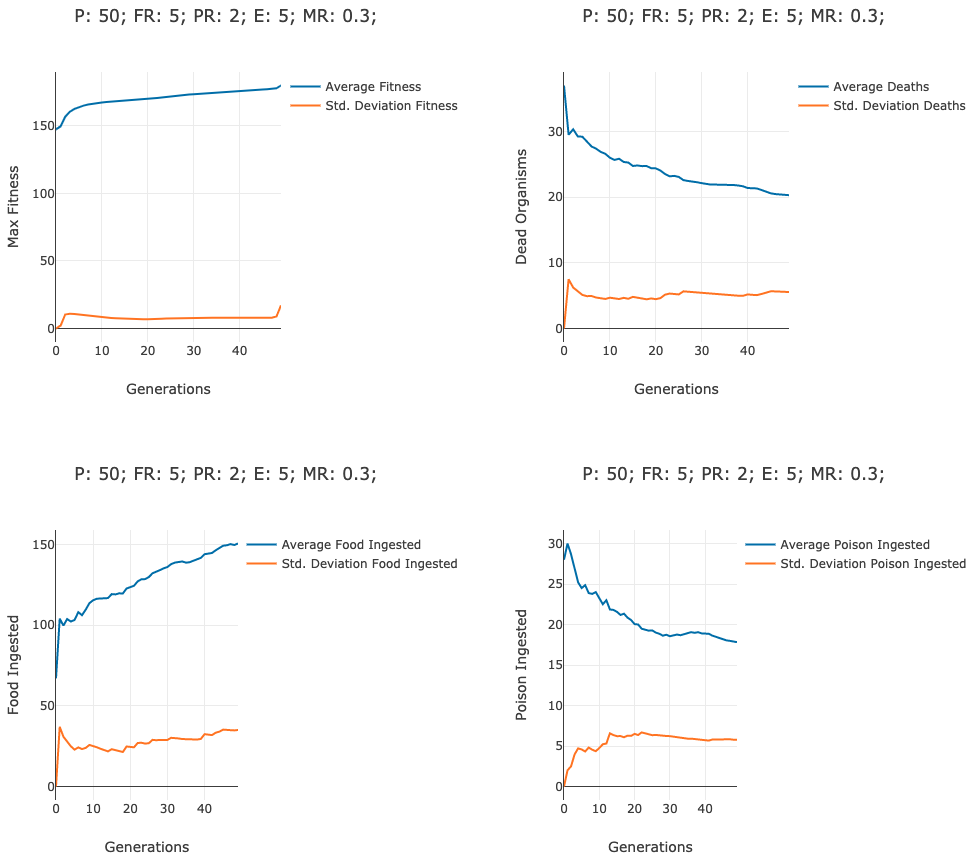 P: 50; FR: 5; PR: 2; E: 5; MR: 0.3;
Average Fitness
Std. Deviation Fitness
150
100
50
0
Max Fitness
0 10 20 30 40
Generations
P: 50; FR: 5; PR: 2; E: 5; MR: 0.3;
Average Deaths
Std. Deviation Deaths
30
20
10
0
Dead Organisms
0 10 20 30 40
Generations
P: 50; FR: 5; PR: 2; E: 5; MR: 0.3;
Average Food Ingested
Std. Deviation Food Ingested
150
100
50
0
Food Ingested
0 10 20 30 40
Generations
P: 50; FR: 5; PR: 2; E: 5; MR: 0.3;
Average Poison Ingested
Std. Deviation Poison Ingested
30
25
20
15
10
5
0
Poison Ingested
0 10 20 30 40
Generations